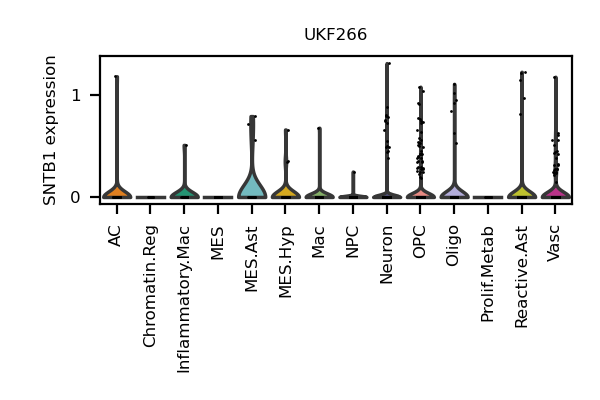 UKF266
SNTB1 expression
1
0
AC
Chromatin.Reg
Inflammatory.Mac
MES
MES.Ast
MES.Hyp
Mac
NPC
Neuron
OPC
Oligo
Prolif.Metab
Reactive.Ast
Vasc